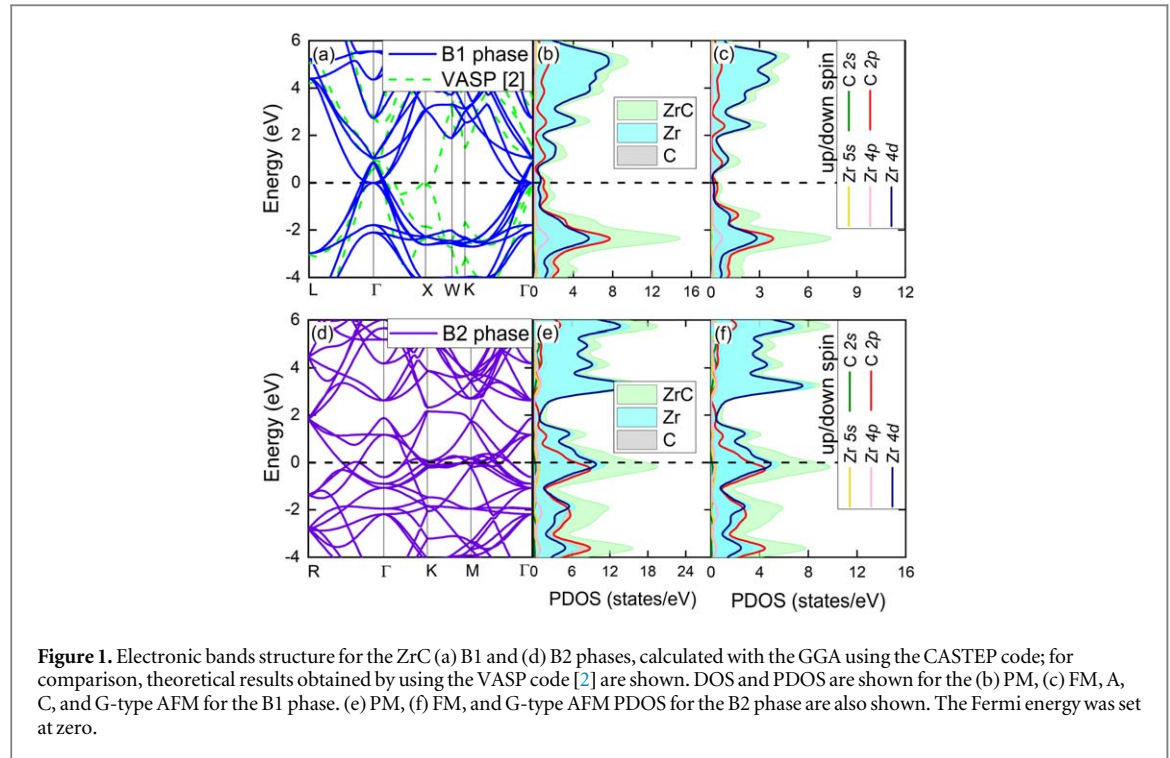 (a)
B1 phase
VASP [2]
(b)
(c)
6
4
2
0
-2
-4
Energy (eV)
ZrC
Zr
C
up/down spin
C 2s
C 2p
Zr 5s
Zr 4p
Zr 4d
L Γ X W K Γ
0 4 8 12 16
0 3 6 9 12
(d)
B2 phase
(e)
(f)
6
4
2
0
-2
-4
Energy (eV)
ZrC
Zr
C
up/down spin
C 2s
C 2p
Zr 5s
Zr 4p
Zr 4d
R Γ K M Γ
0 6 12 18 24
0 4 8 12 16
PDOS (states/eV)
PDOS (states/eV)
Figure 1. Electronic bands structure for the ZrC (a) B1 and (d) B2 phases, calculated with the GGA using the CASTEP code; for
comparison, theoretical results obtained by using the VASP code [2] are shown. DOS and PDOS are shown for the (b) PM, (c) FM, A,
C, and G-type AFM for the B1 phase. (e) PM, (f) FM, and G-type AFM PDOS for the B2 phase are also shown. The Fermi energy was set
at zero.